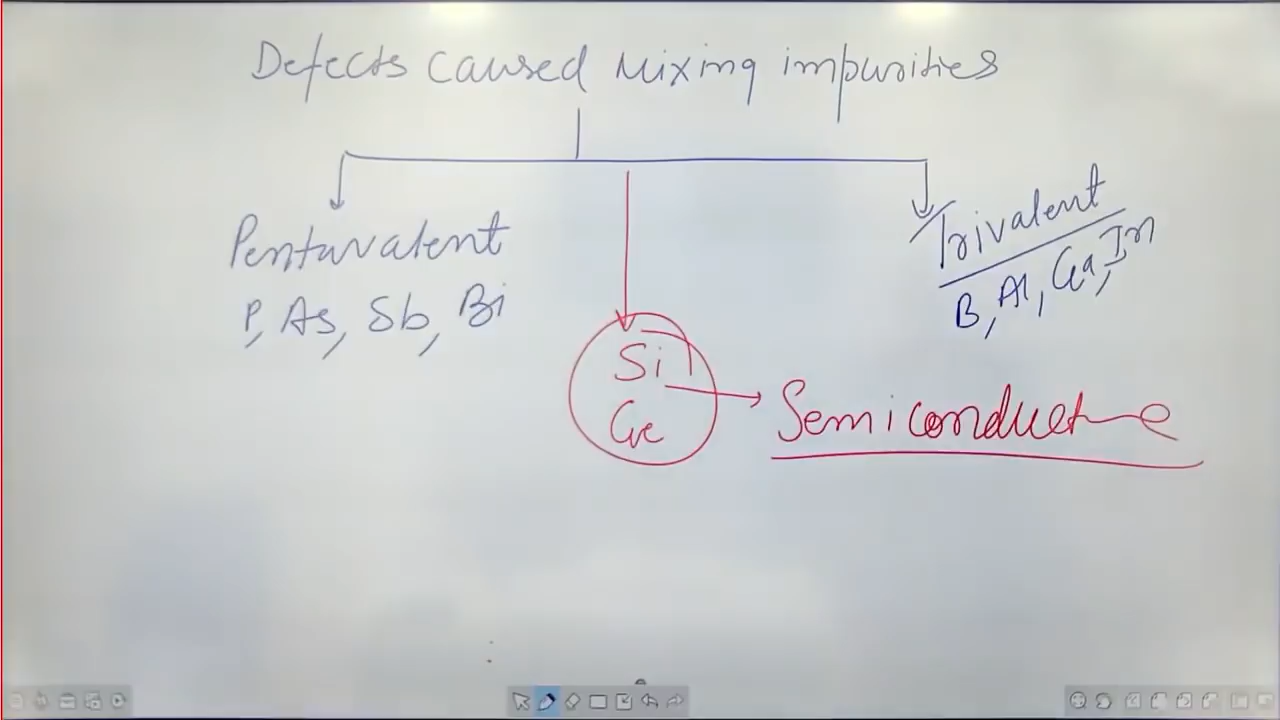 Defects caused mixing impurities
Pentavalent
P, As, Sb, Bi
Trivalent
B, Al, Ga, In
Si
Ge
Semiconductor